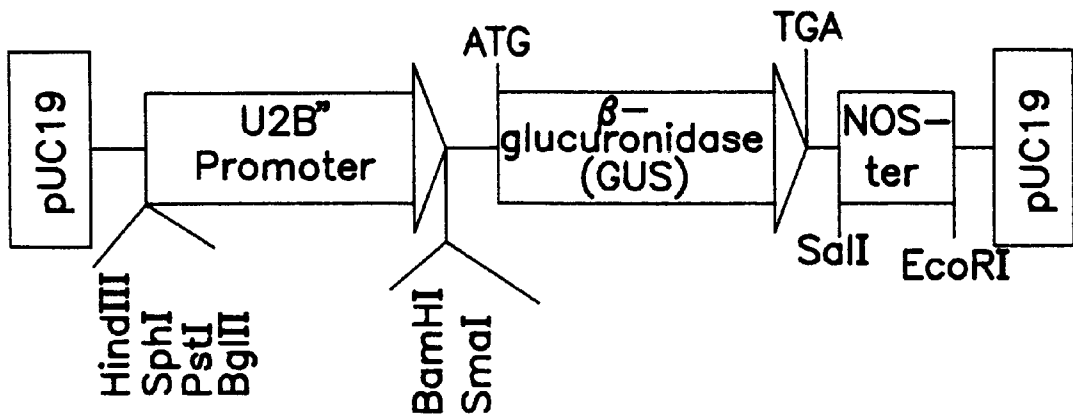 pUC19
U2B”
Promoter
HindIII
SphI
PstI
BglII
BamHI
SmaI
ATG
β-
glucuronidase
(GUS)
TGA
NOS-
ter
SalI
EcoRI
pUC19